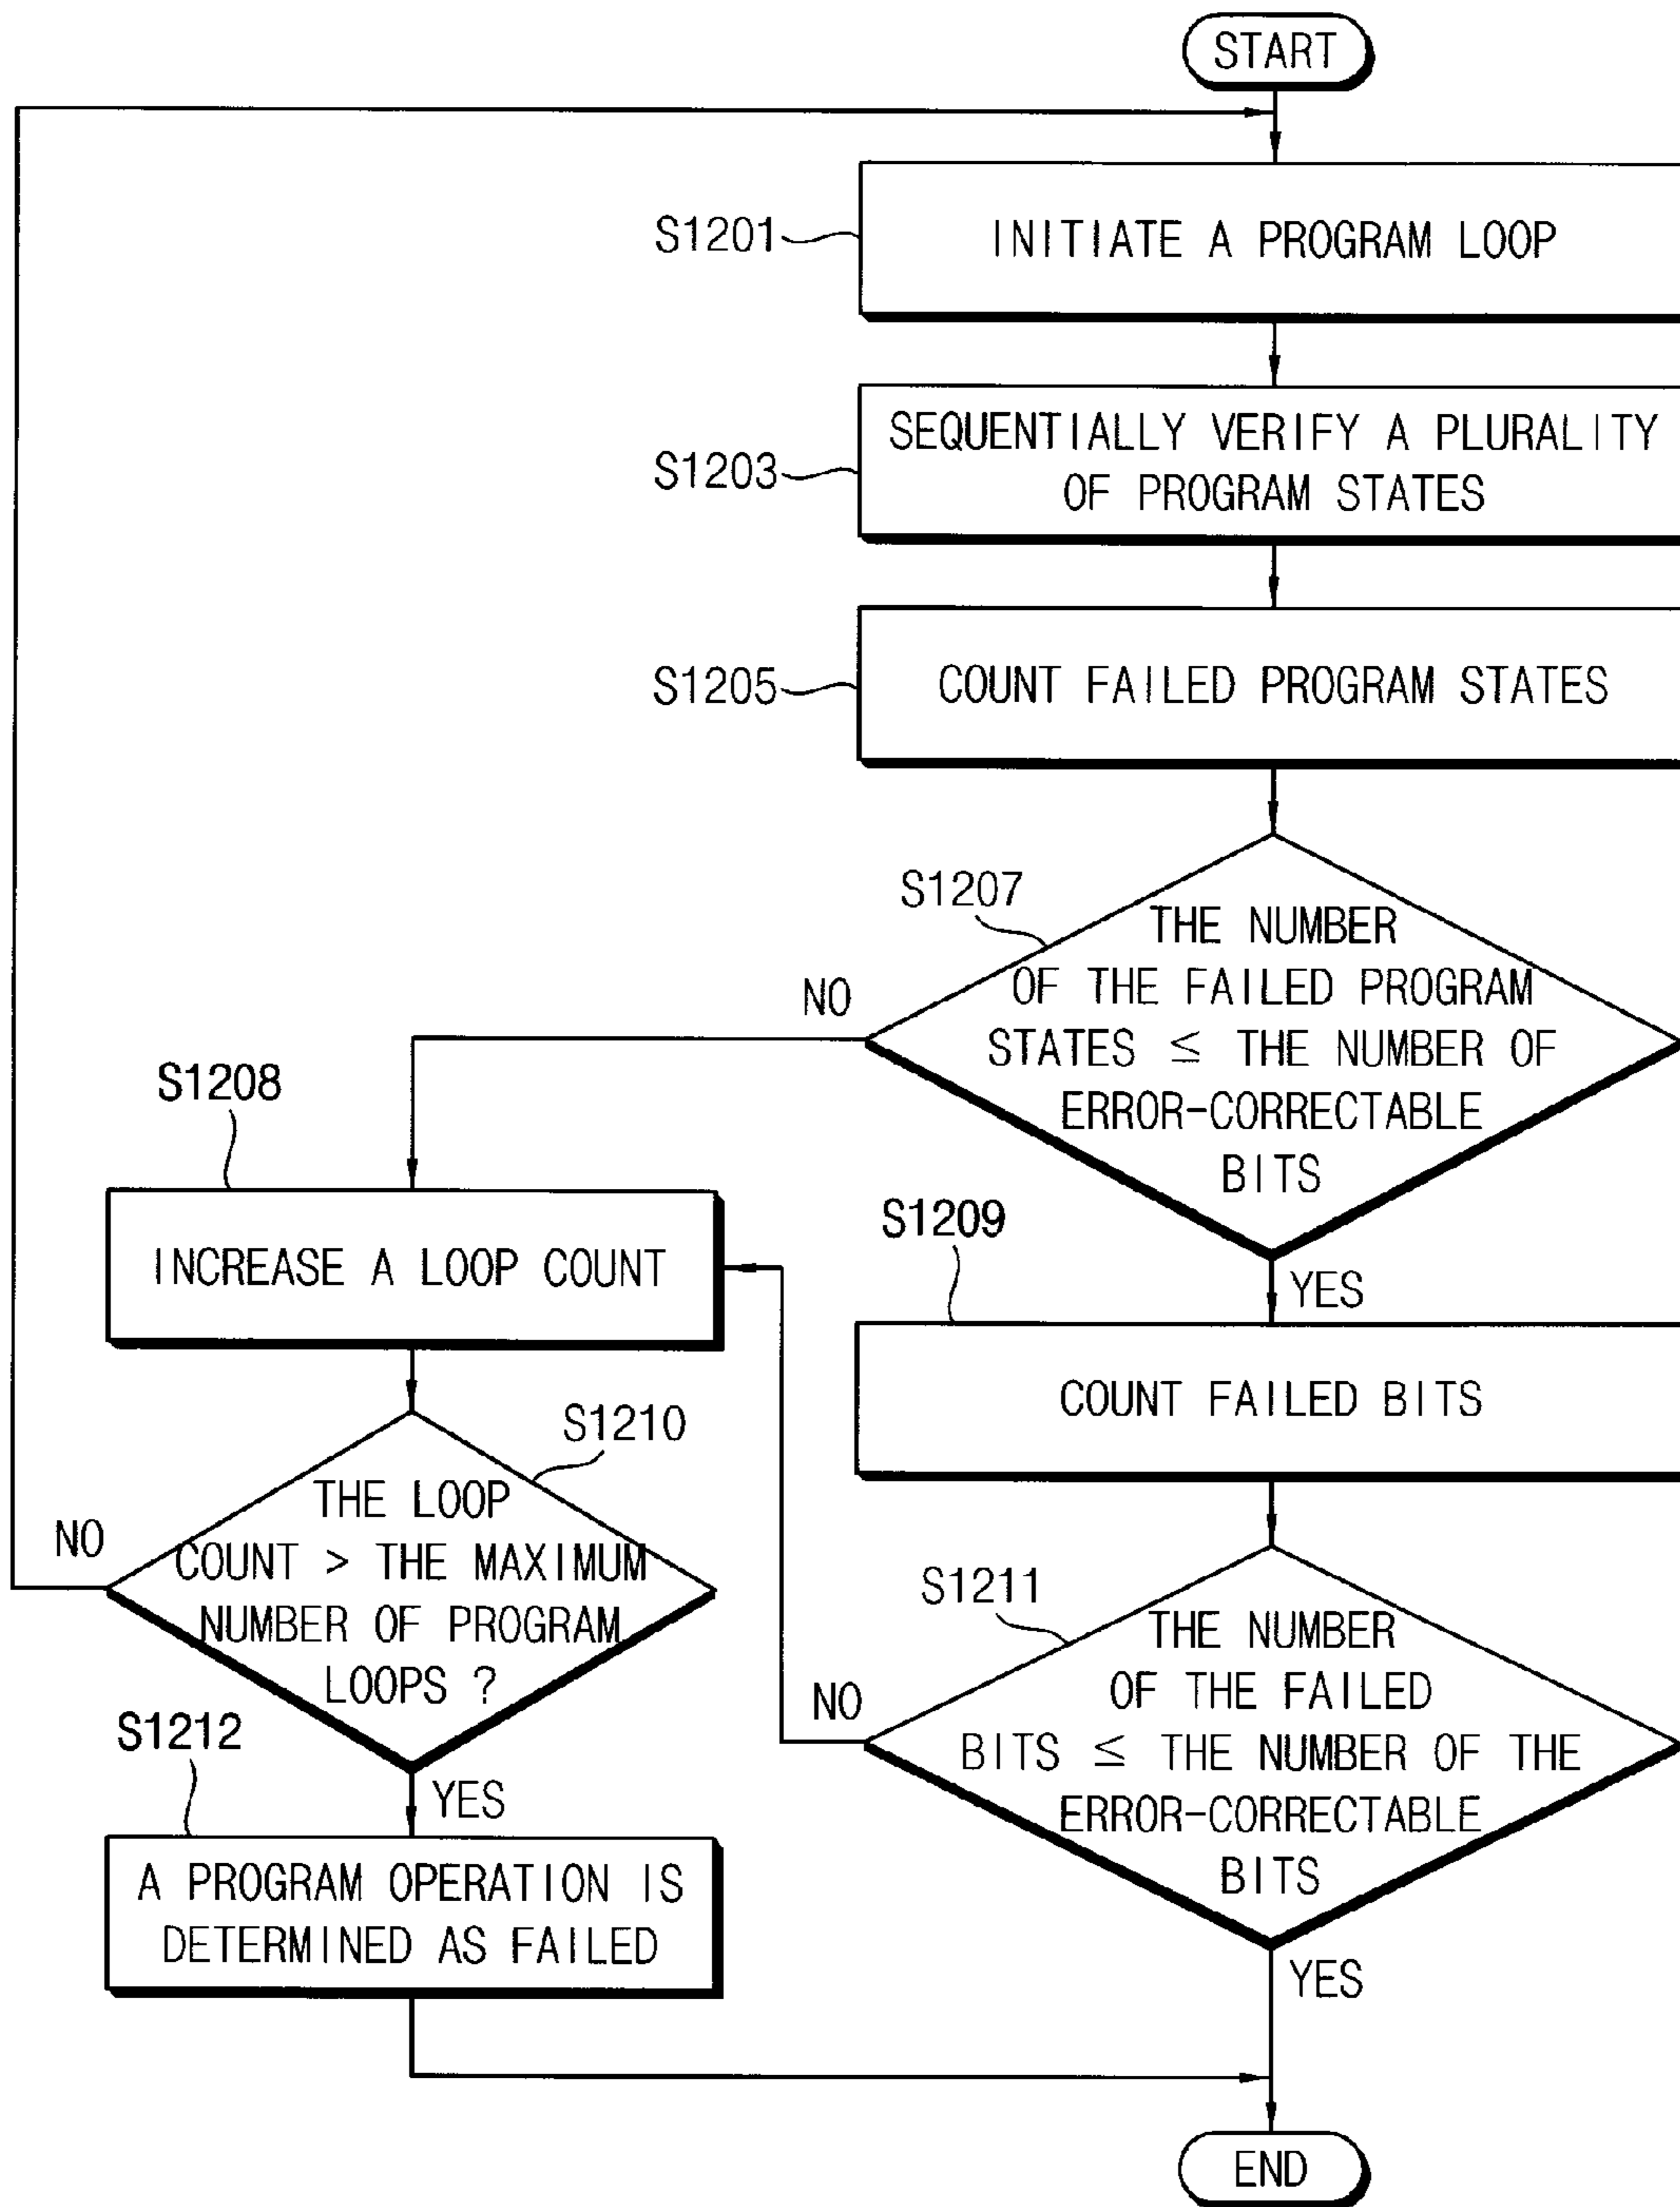 START
S1201
INITIATE A PROGRAM LOOP
S1203
SEQUENTIALLY VERIFY A PLURALITY
OF PROGRAM STATES
S1205
COUNT FAILED PROGRAM STATES
S1207
THE NUMBER
OF THE FAILED PROGRAM
STATES ≤ THE NUMBER OF
ERROR-CORRECTABLE
BITS
NO
YES
S1208
INCREASE A LOOP COUNT
S1209
COUNT FAILED BITS
S1210
THE LOOP
COUNT > THE MAXIMUM
NUMBER OF PROGRAM
LOOPS ?
NO
YES
S1211
THE NUMBER
OF THE FAILED
BITS ≤ THE NUMBER OF THE
ERROR-CORRECTABLE
BITS
NO
YES
S1212
A PROGRAM OPERATION IS
DETERMINED AS FAILED
END